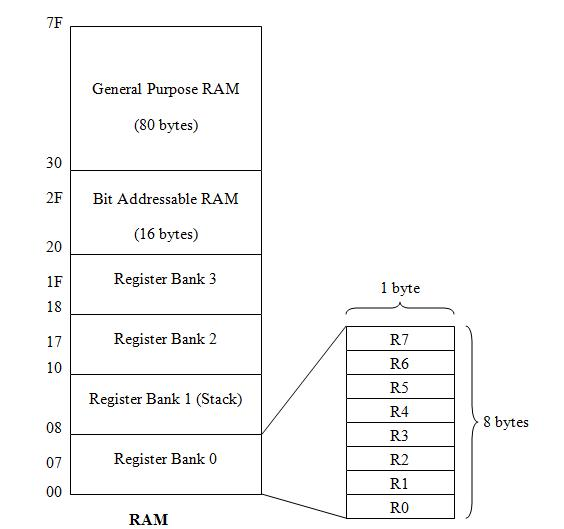 7F
General Purpose RAM
(80 bytes)
30
2F
Bit Addressable RAM
(16 bytes)
20
1F
Register Bank 3
18
17
Register Bank 2
10
Register Bank 1 (Stack)
08
07
Register Bank 0
00
RAM
1 byte
R7
R6
R5
R4
R3
R2
R1
R0
8 bytes